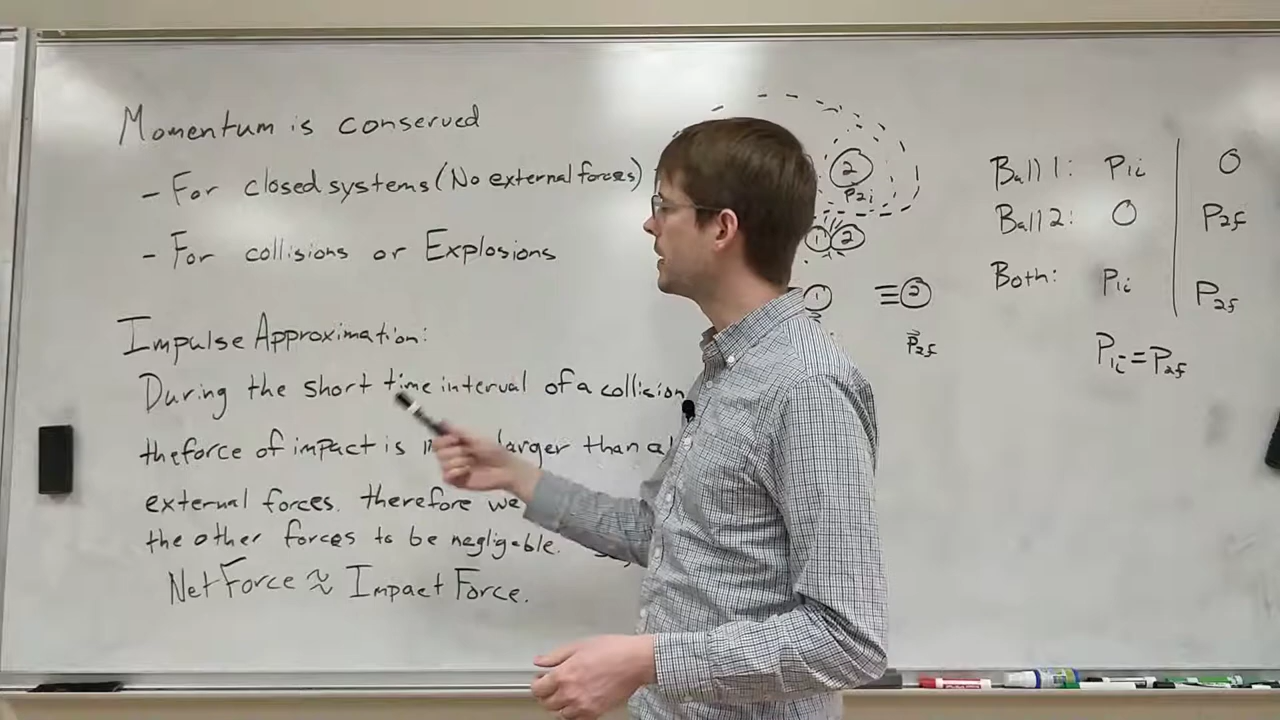 Momentum is conserved
- For closed systems (No external forces)
- For collisions or Explosions
Impulse Approximation:
During the short time interval of a collision
the force of impact is larger than
external forces. therefore we
the other forces to be negligible.
Net Force ≈ Impact Force.
2
P2i
1 2
1 2
P2f
Ball 1: P1i | 0
Ball 2: 0 | P2f
Both: P1i | P2f
P1i = P2f